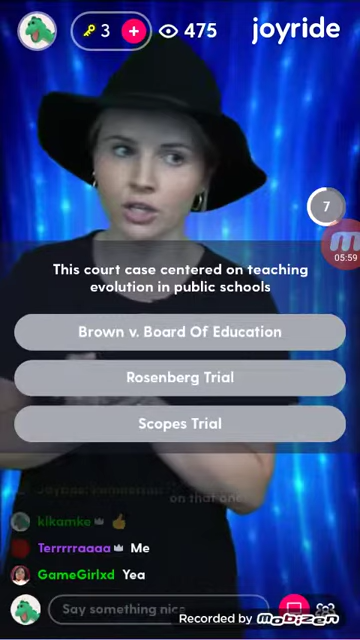 3
475
joyride
7
05:59
This court case centered on teaching
evolution in public schools
Brown v. Board Of Education
Rosenberg Trial
Scopes Trial
on that one
klkamke 👍
Terrrrraaaa Me
GameGirlxd Yea
Say something nice
Recorded by Mobizen